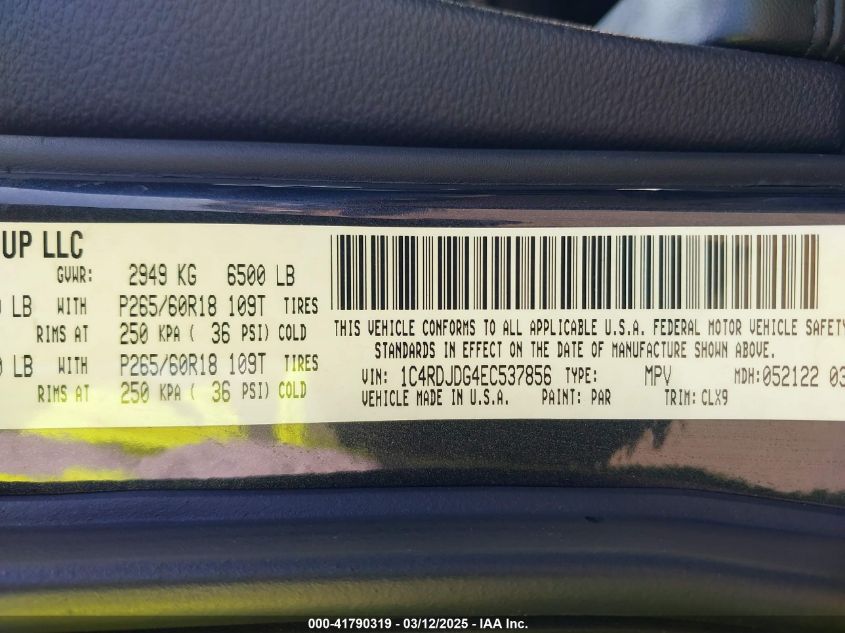 UP LLC
GVWR: 2949 KG 6500 LB
LB WITH P265/60R18 109T TIRES
RIMS AT 250 KPA ( 36 PSI) COLD
LB WITH P265/60R18 109T TIRES
RIMS AT 250 KPA ( 36 PSI) COLD
THIS VEHICLE CONFORMS TO ALL APPLICABLE U.S.A. FEDERAL MOTOR VEHICLE SAFETY
STANDARDS IN EFFECT ON THE DATE OF MANUFACTURE SHOWN ABOVE.
VIN: 1C4RDJDG4EC537856 TYPE: MPV MDH: 052122 03
VEHICLE MADE IN U.S.A. PAINT: PAR TRIM: CLX9
000-41790319 - 03/12/2025 - IAA Inc.